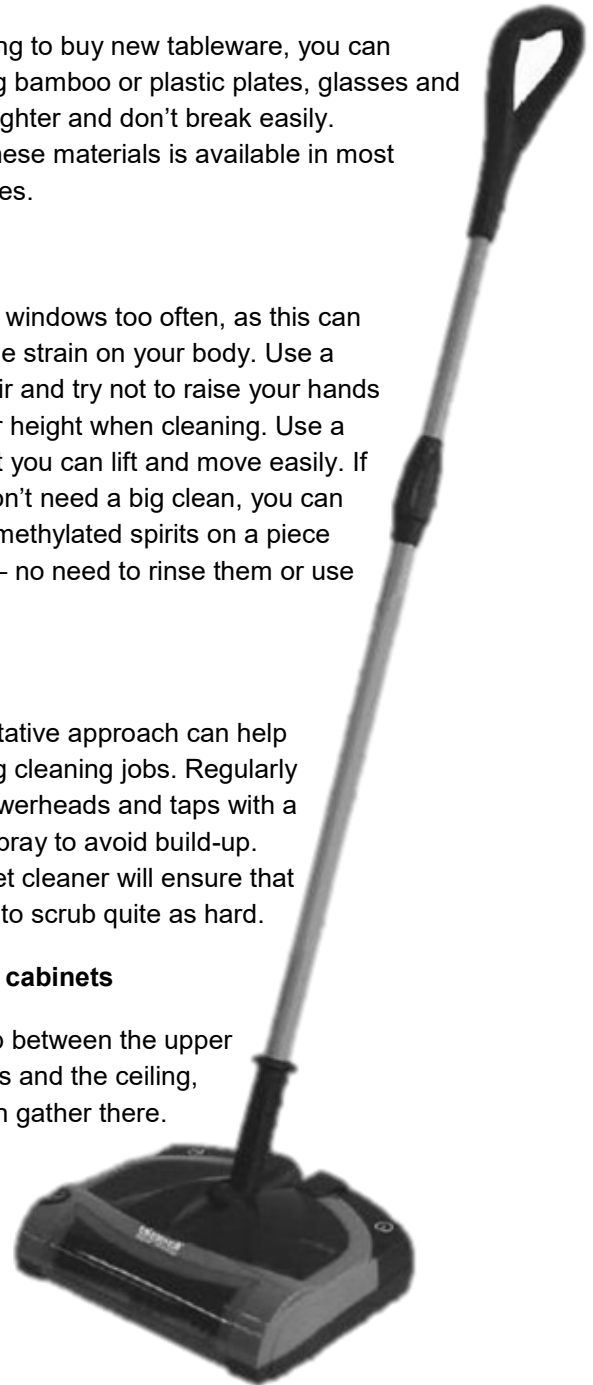 ng to buy new tableware, you can
g bamboo or plastic plates, glasses and
ghter and don’t break easily.
nese materials is available in most
es.
windows too often, as this can
e strain on your body. Use a
ir and try not to raise your hands
r height when cleaning. Use a
t you can lift and move easily. If
on’t need a big clean, you can
methylated spirits on a piece
– no need to rinse them or use
tative approach can help
g cleaning jobs. Regularly
werheads and taps with a
pray to avoid build-up.
et cleaner will ensure that
to scrub quite as hard.
cabinets
o between the upper
s and the ceiling,
n gather there.